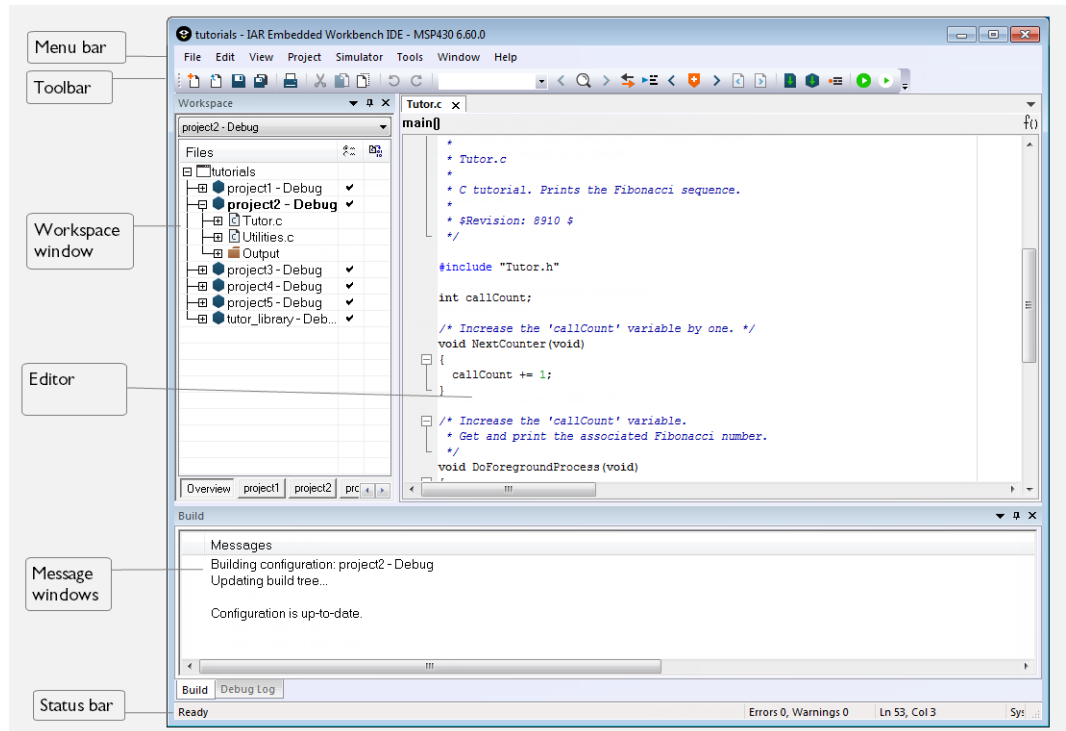 Menu bar
Toolbar
Workspace
window
Editor
Message
windows
Status bar
tutorials - IAR Embedded Workbench IDE - MSP430 6.60.0
File Edit View Project Simulator Tools Window Help
Workspace
project2 - Debug
Files
tutorials
project1 - Debug
project2 - Debug
Tutor.c
Utilities.c
Output
project3 - Debug
project4 - Debug
project5 - Debug
tutor_library - Deb...
Overview project1 project2 prc
Tutor.c x
main()
f()
*
* Tutor.c
*
* C tutorial. Prints the Fibonacci sequence.
*
* $Revision: 8910 $
*/
#include "Tutor.h"
int callCount;
/* Increase the 'callCount' variable by one. */
void NextCounter(void)
{
callCount += 1;
}
/* Increase the 'callCount' variable.
* Get and print the associated Fibonacci number.
*/
void DoForegroundProcess(void)
{
Build
Messages
Building configuration: project2 - Debug
Updating build tree...
Configuration is up-to-date.
Build Debug Log
Ready Errors 0, Warnings 0 Ln 53, Col 3 Sys